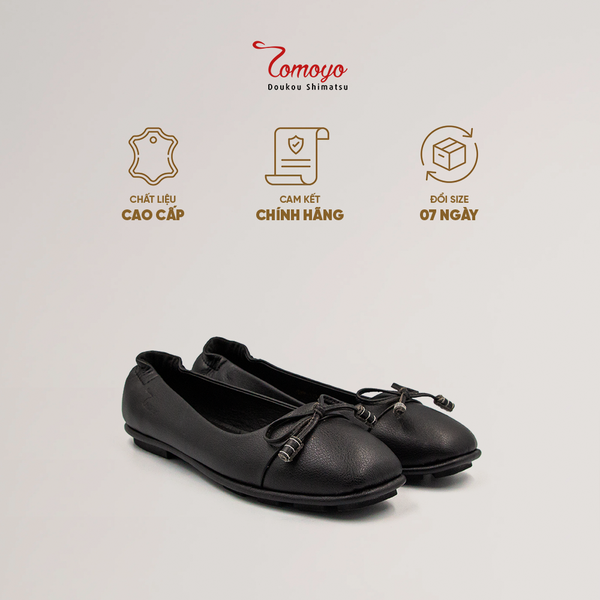 Tomoyo
Doukou Shimatsu
CHẤT LIỆU
CAO CẤP
CAM KẾT
CHÍNH HÃNG
ĐỔI SIZE
07 NGÀY